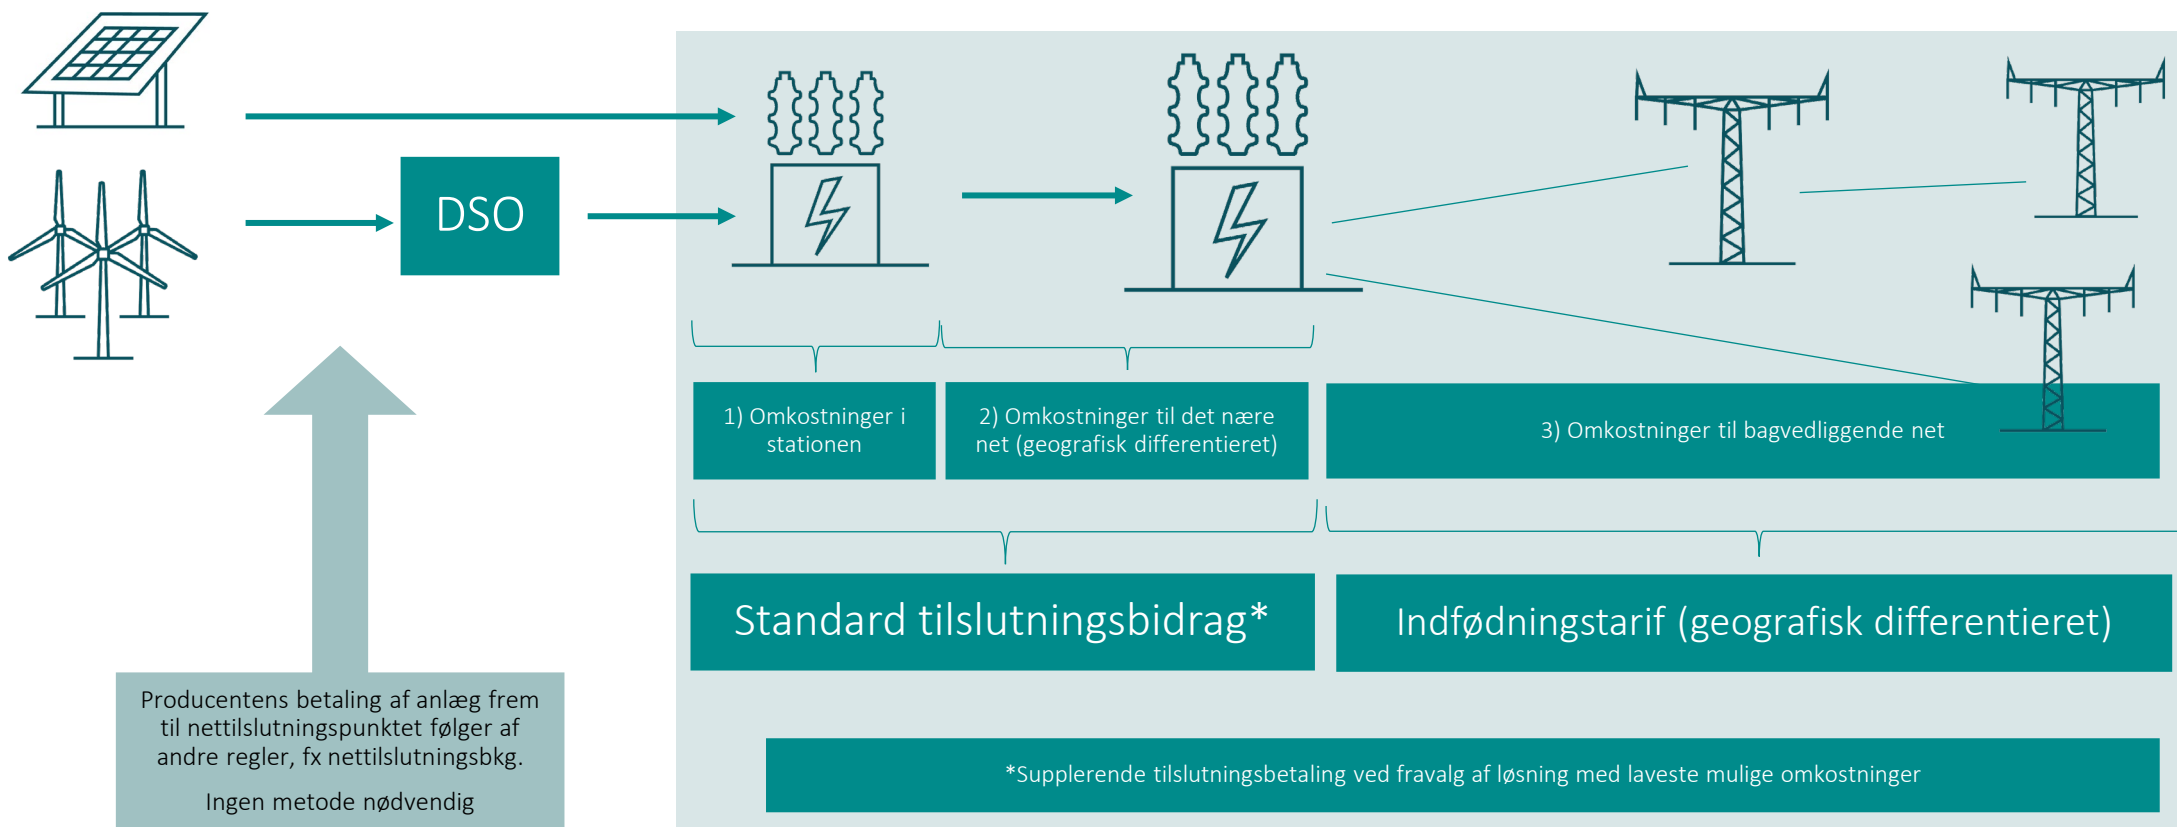 DSO
1) Omkostninger i
stationen
2) Omkostninger til det nære
net (geografisk differentieret)
3) Omkostninger til bagvedliggende net
Standard tilslutningsbidrag*
Indfødningstarif (geografisk differentieret)
Producentens betaling af anlæg frem
til nettilslutningspunktet følger af
andre regler, fx nettilslutningsbkg.
Ingen metode nødvendig
*Supplerende tilslutningsbetaling ved fravalg af løsning med laveste mulige omkostninger